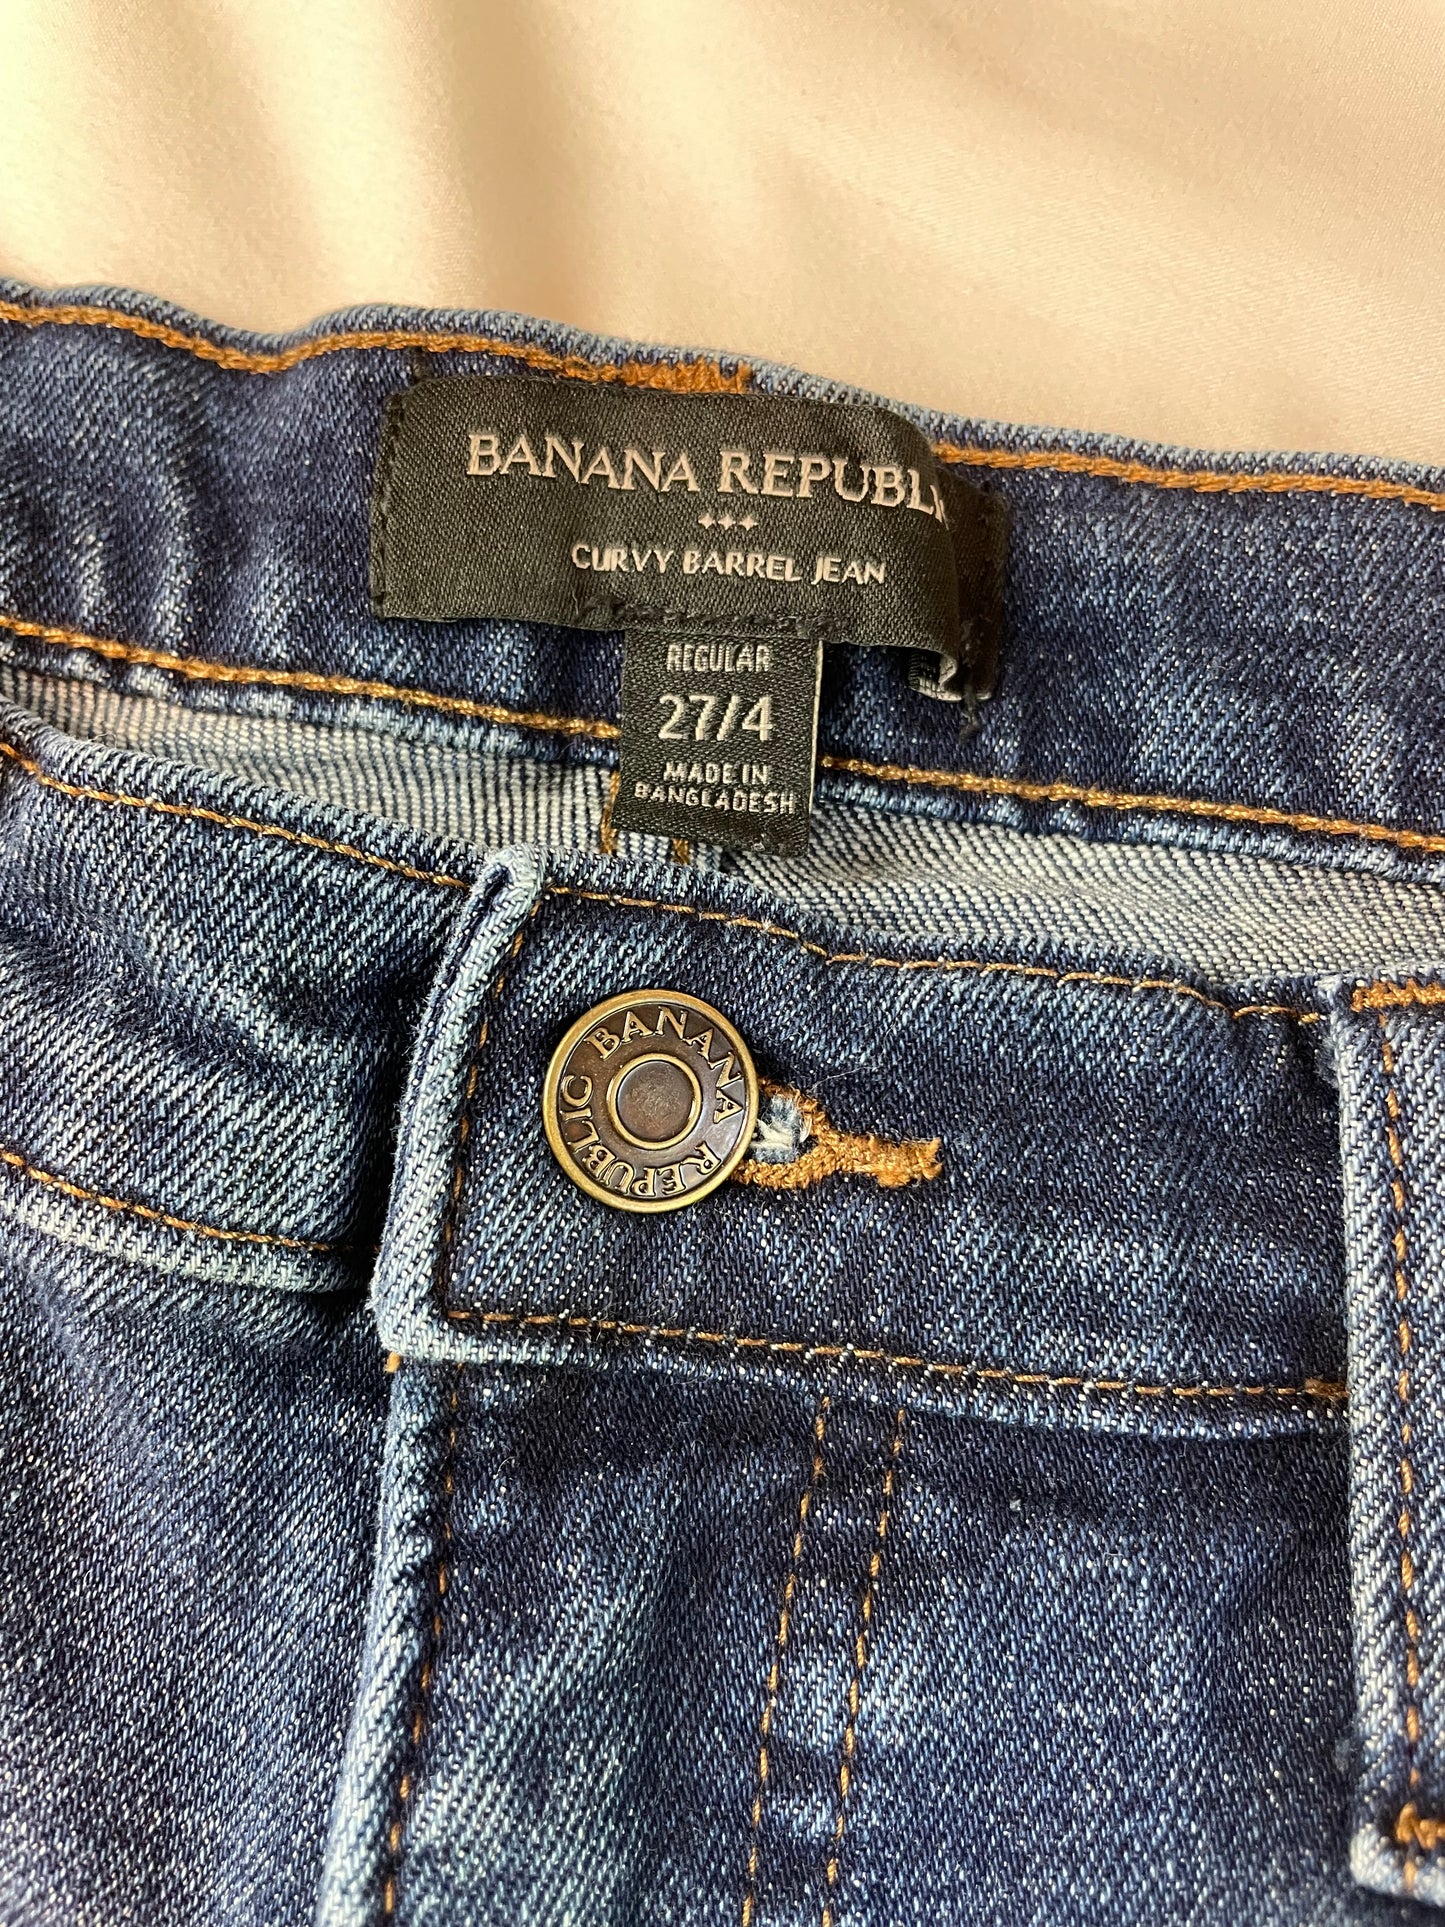 BANANA REPUBLI
CURVY BARREL JEAN
REGULAR
27/4
MADE IN
BANGLADESH
BANANA REPUBLIC